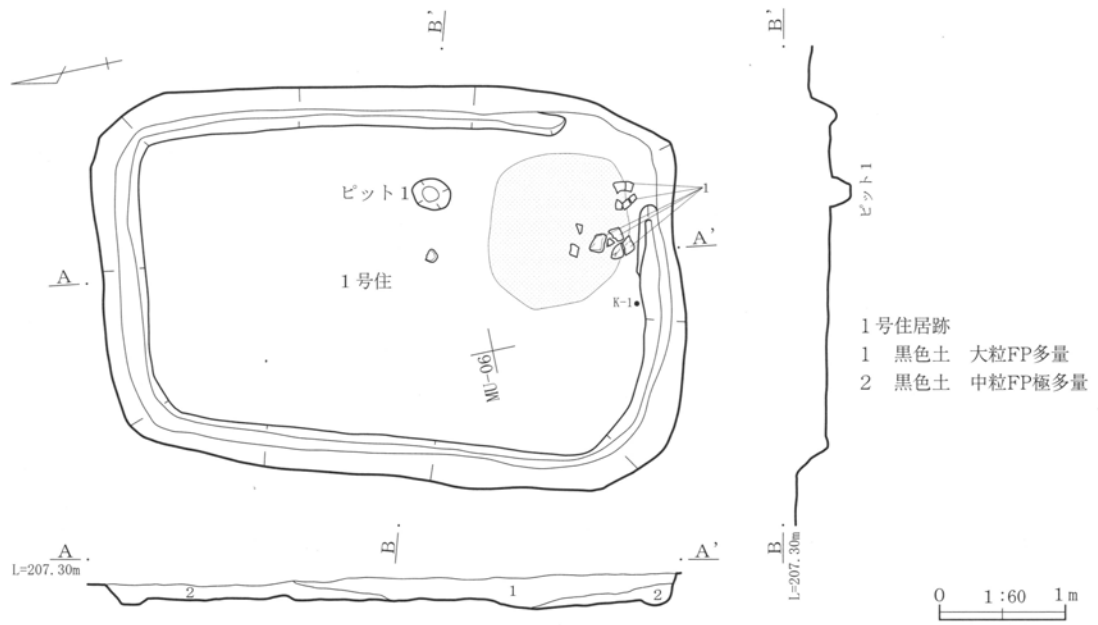 B'
B'
ピット1
1
ピット1
A'
A
1号住
K-1
MU-06
1号住居跡
1 黒色土 大粒FP多量
2 黒色土 中粒FP極多量
A
B
A'
B
L=207.30m
L=207.30m
2
1
2
0 1:60 1m